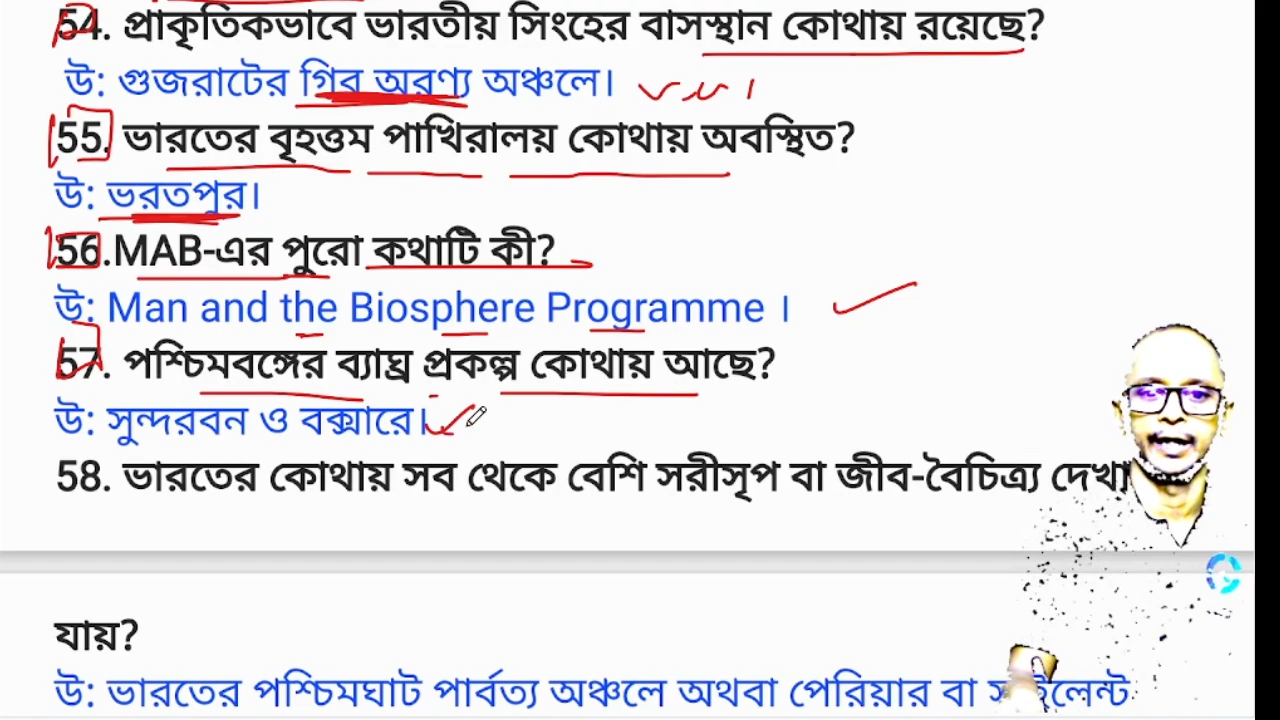 54. প্রাকৃতিকভাবে ভারতীয় সিংহের বাসস্থান কোথায় রয়েছে?
উ: গুজরাটের গির অরণ্য অঞ্চলে।
55. ভারতের বৃহত্তম পাখিরালয় কোথায় অবস্থিত?
উ: ভরতপুর।
56.MAB-এর পুরো কথাটি কী?
উ: Man and the Biosphere Programme ।
57. পশ্চিমবঙ্গের ব্যাঘ্র প্রকল্প কোথায় আছে?
উ: সুন্দরবন ও বক্সারে।
58. ভারতের কোথায় সব থেকে বেশি সরীসৃপ বা জীব-বৈচিত্র্য দেখা
যায়?
উ: ভারতের পশ্চিমঘাট পার্বত্য অঞ্চলে অথবা পেরিয়ার বা